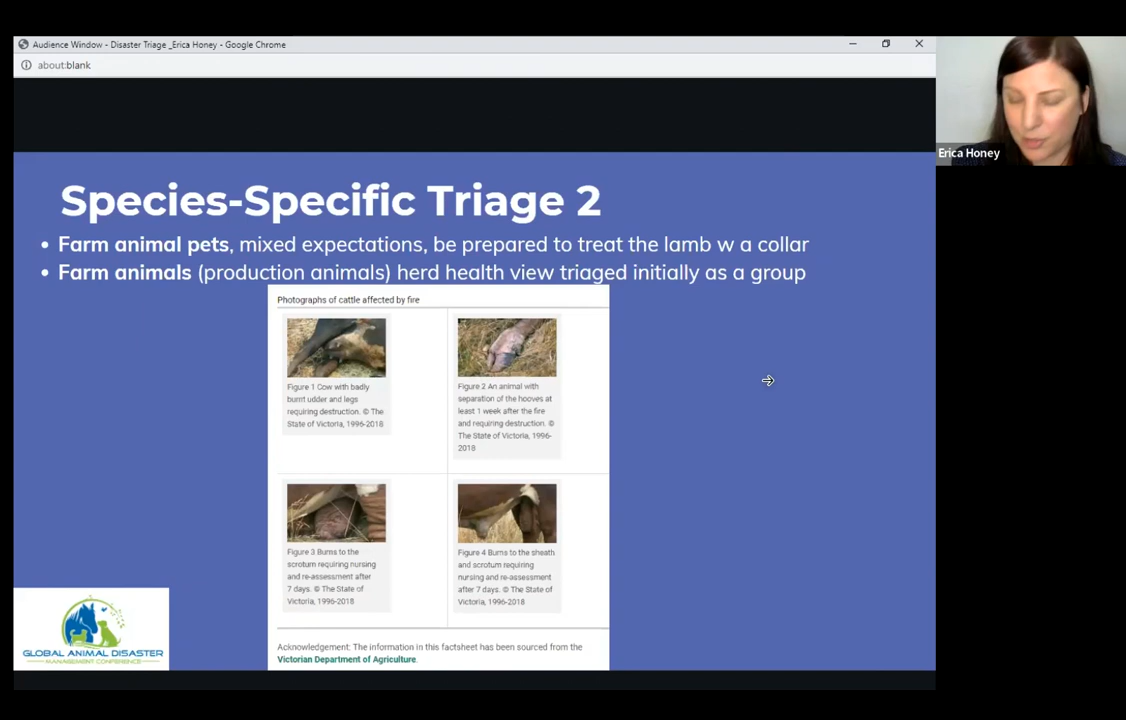 Audience Window - Disaster Triage _Erica Honey - Google Chrome
about:blank
Erica Honey
Species-Specific Triage 2
• Farm animal pets, mixed expectations, be prepared to treat the lamb w a collar
• Farm animals (production animals) herd health view triaged initially as a group
Photographs of cattle affected by fire
Figure 1 Cow with badly
burnt udder and legs
requiring destruction. © The
State of Victoria, 1996-2018
Figure 2 An animal with
separation of the hooves at
least 1 week after the fire
and requiring destruction. ©
The State of Victoria, 1996-
2018
Figure 3 Burns to the
scrotum requiring nursing
and re-assessment after
7 days. © The State of
Victoria, 1996-2018
Figure 4 Burns to the sheath
and scrotum requiring
nursing and re-assessment
after 7 days. © The State of
Victoria, 1996-2018
Acknowledgement: The information in this factsheet has been sourced from the
Victorian Department of Agriculture.
GLOBAL ANIMAL DISASTER
MANAGEMENT CONFERENCE